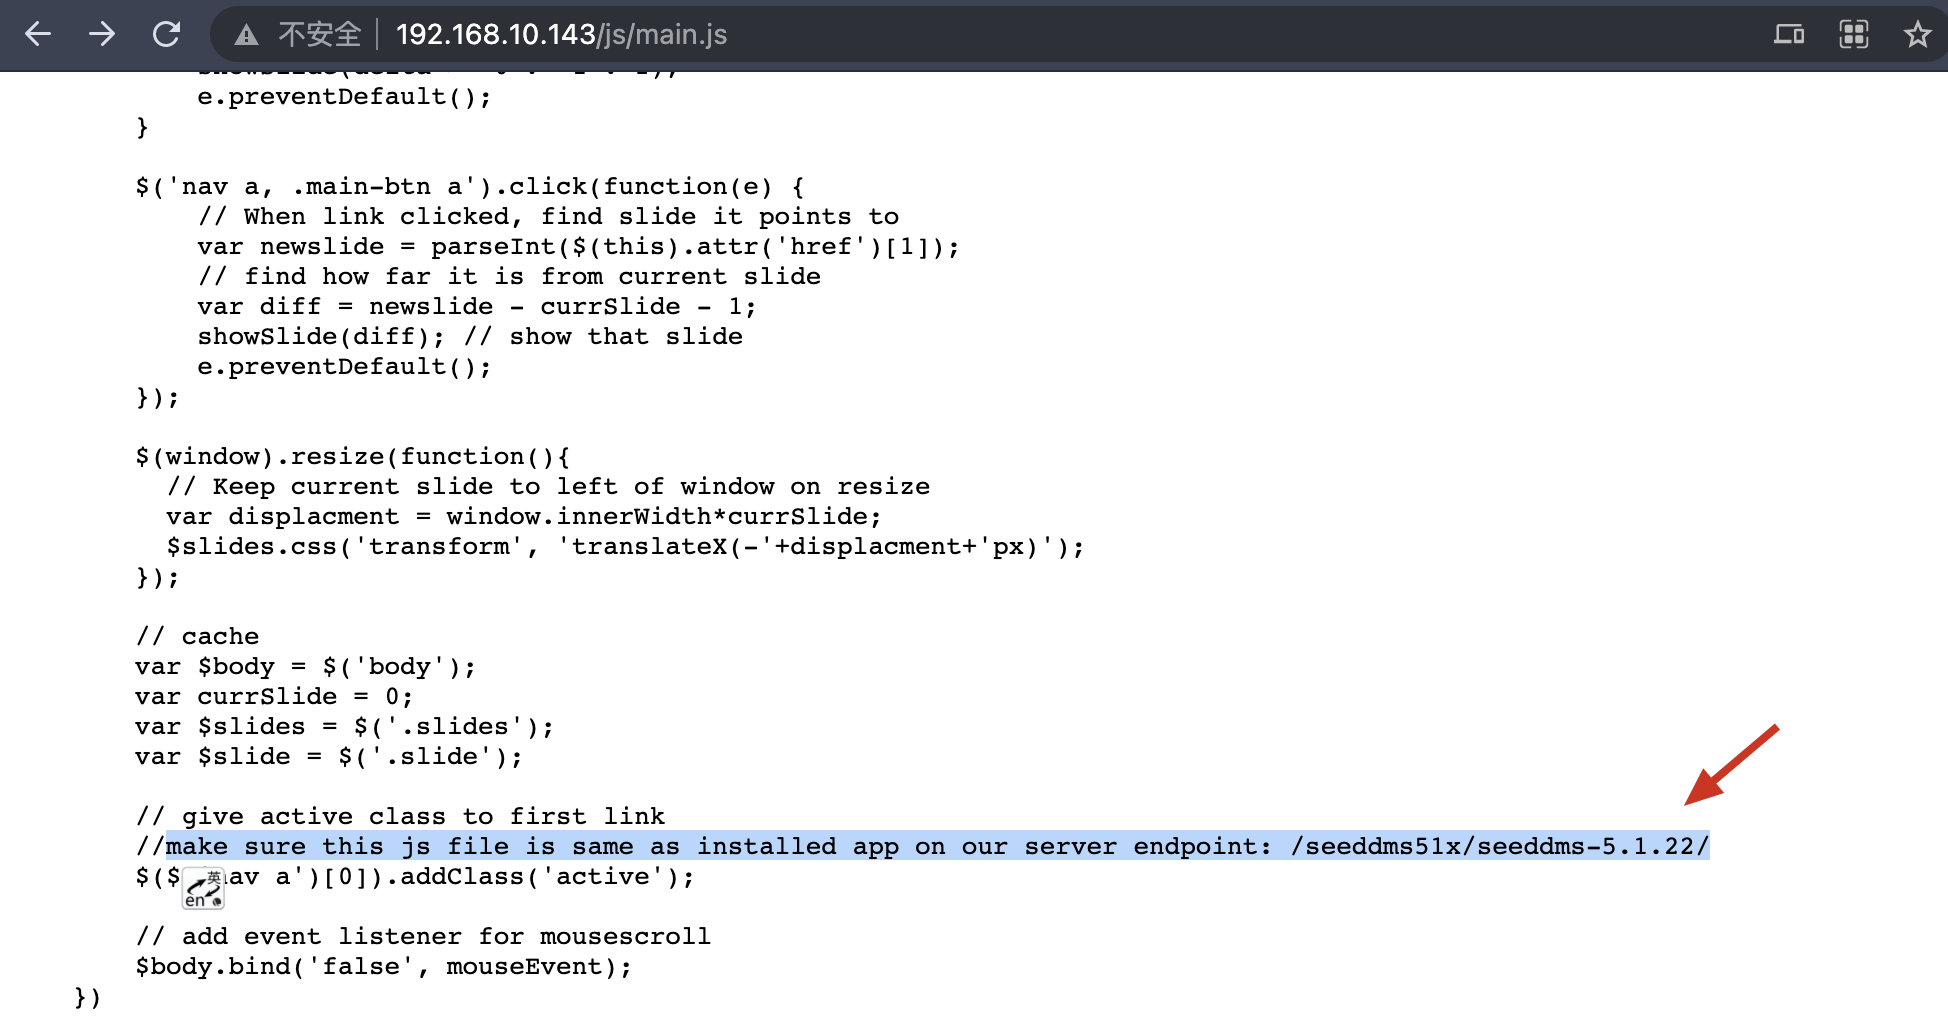 不安全 192.168.10.143/js/main.js
e.preventDefault();
}
$('nav a, .main-btn a').click(function(e) {
// When link clicked, find slide it points to
var newslide = parseInt($(this).attr('href')[1]);
// find how far it is from current slide
var diff = newslide - currSlide - 1;
showSlide(diff); // show that slide
e.preventDefault();
});
$(window).resize(function(){
// Keep current slide to left of window on resize
var displacment = window.innerWidth*currSlide;
$slides.css('transform', 'translateX(-'+displacment+'px)');
});
// cache
var $body = $('body');
var currSlide = 0;
var $slides = $('.slides');
var $slide = $('.slide');
// give active class to first link
//make sure this js file is same as installed app on our server endpoint: /seeddms51x/seeddms-5.1.22/
$($ av a')[0]).addClass('active');
英
en
// add event listener for mousescroll
$body.bind('false', mouseEvent);
})